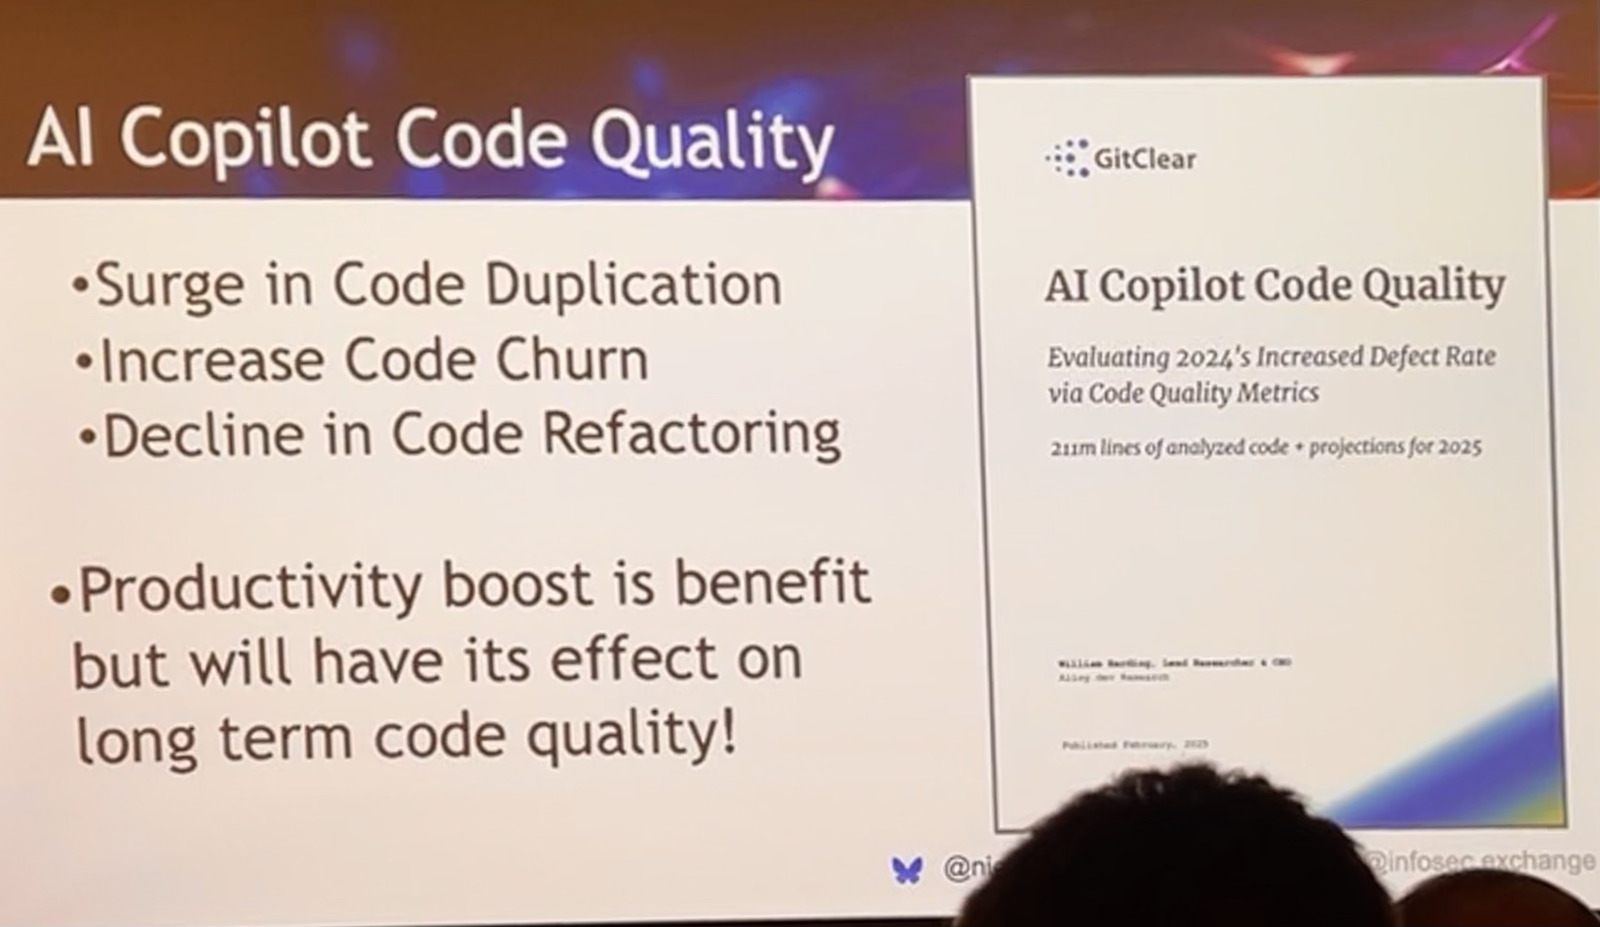 AI Copilot Code Quality
•Surge in Code Duplication
•Increase Code Churn
•Decline in Code Refactoring
•Productivity boost is benefit
but will have its effect on
long term code quality!
GitClear
AI Copilot Code Quality
Evaluating 2024's Increased Defect Rate
via Code Quality Metrics
211m lines of analyzed code + projections for 2025
William Harding, Lead Researcher & CEO
Alloy.dev Research
Published February, 2025
@infosec.exchange